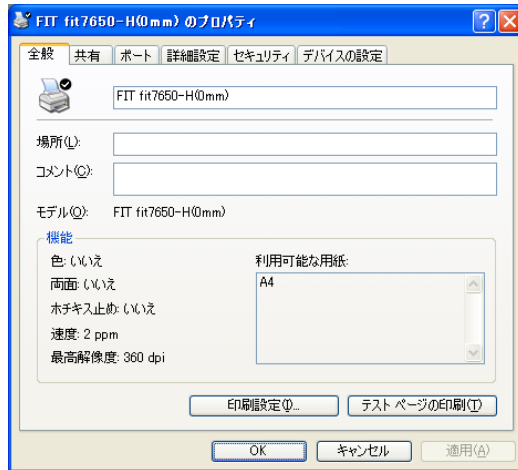 FIT fit7650-H(0mm) のプロパティ
全般 共有 ポート 詳細設定 セキュリティ デバイスの設定
FIT fit7650-H(0mm)
場所(L):
コメント(C):
モデル(O): FIT fit7650-H(0mm)
機能
色: いいえ 利用可能な用紙:
両面: いいえ A4
ホチキス止め: いいえ
速度: 2 ppm
最高解像度: 360 dpi
印刷設定(I)... テスト ページの印刷(T)
OK キャンセル 適用(A)